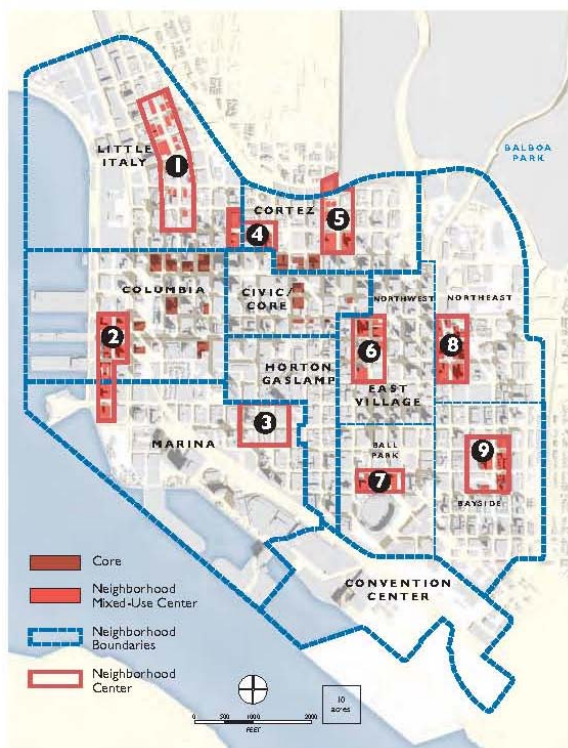 BALBOA
PARK
LITTLE
ITALY
1
CORTEZ
5
4
COLUMBIA
CIVIC/
CORE
NORTHWEST
NORTHEAST
2
6
8
HORTON
GASLAMP
EAST
VILLAGE
3
MARINA
BALL
PARK
9
7
BAYSIDE
CONVENTION
CENTER
Core
Neighborhood
Mixed-Use Center
Neighborhood
Boundaries
Neighborhood
Center
10
acres
0 500 1000 2000
FEET